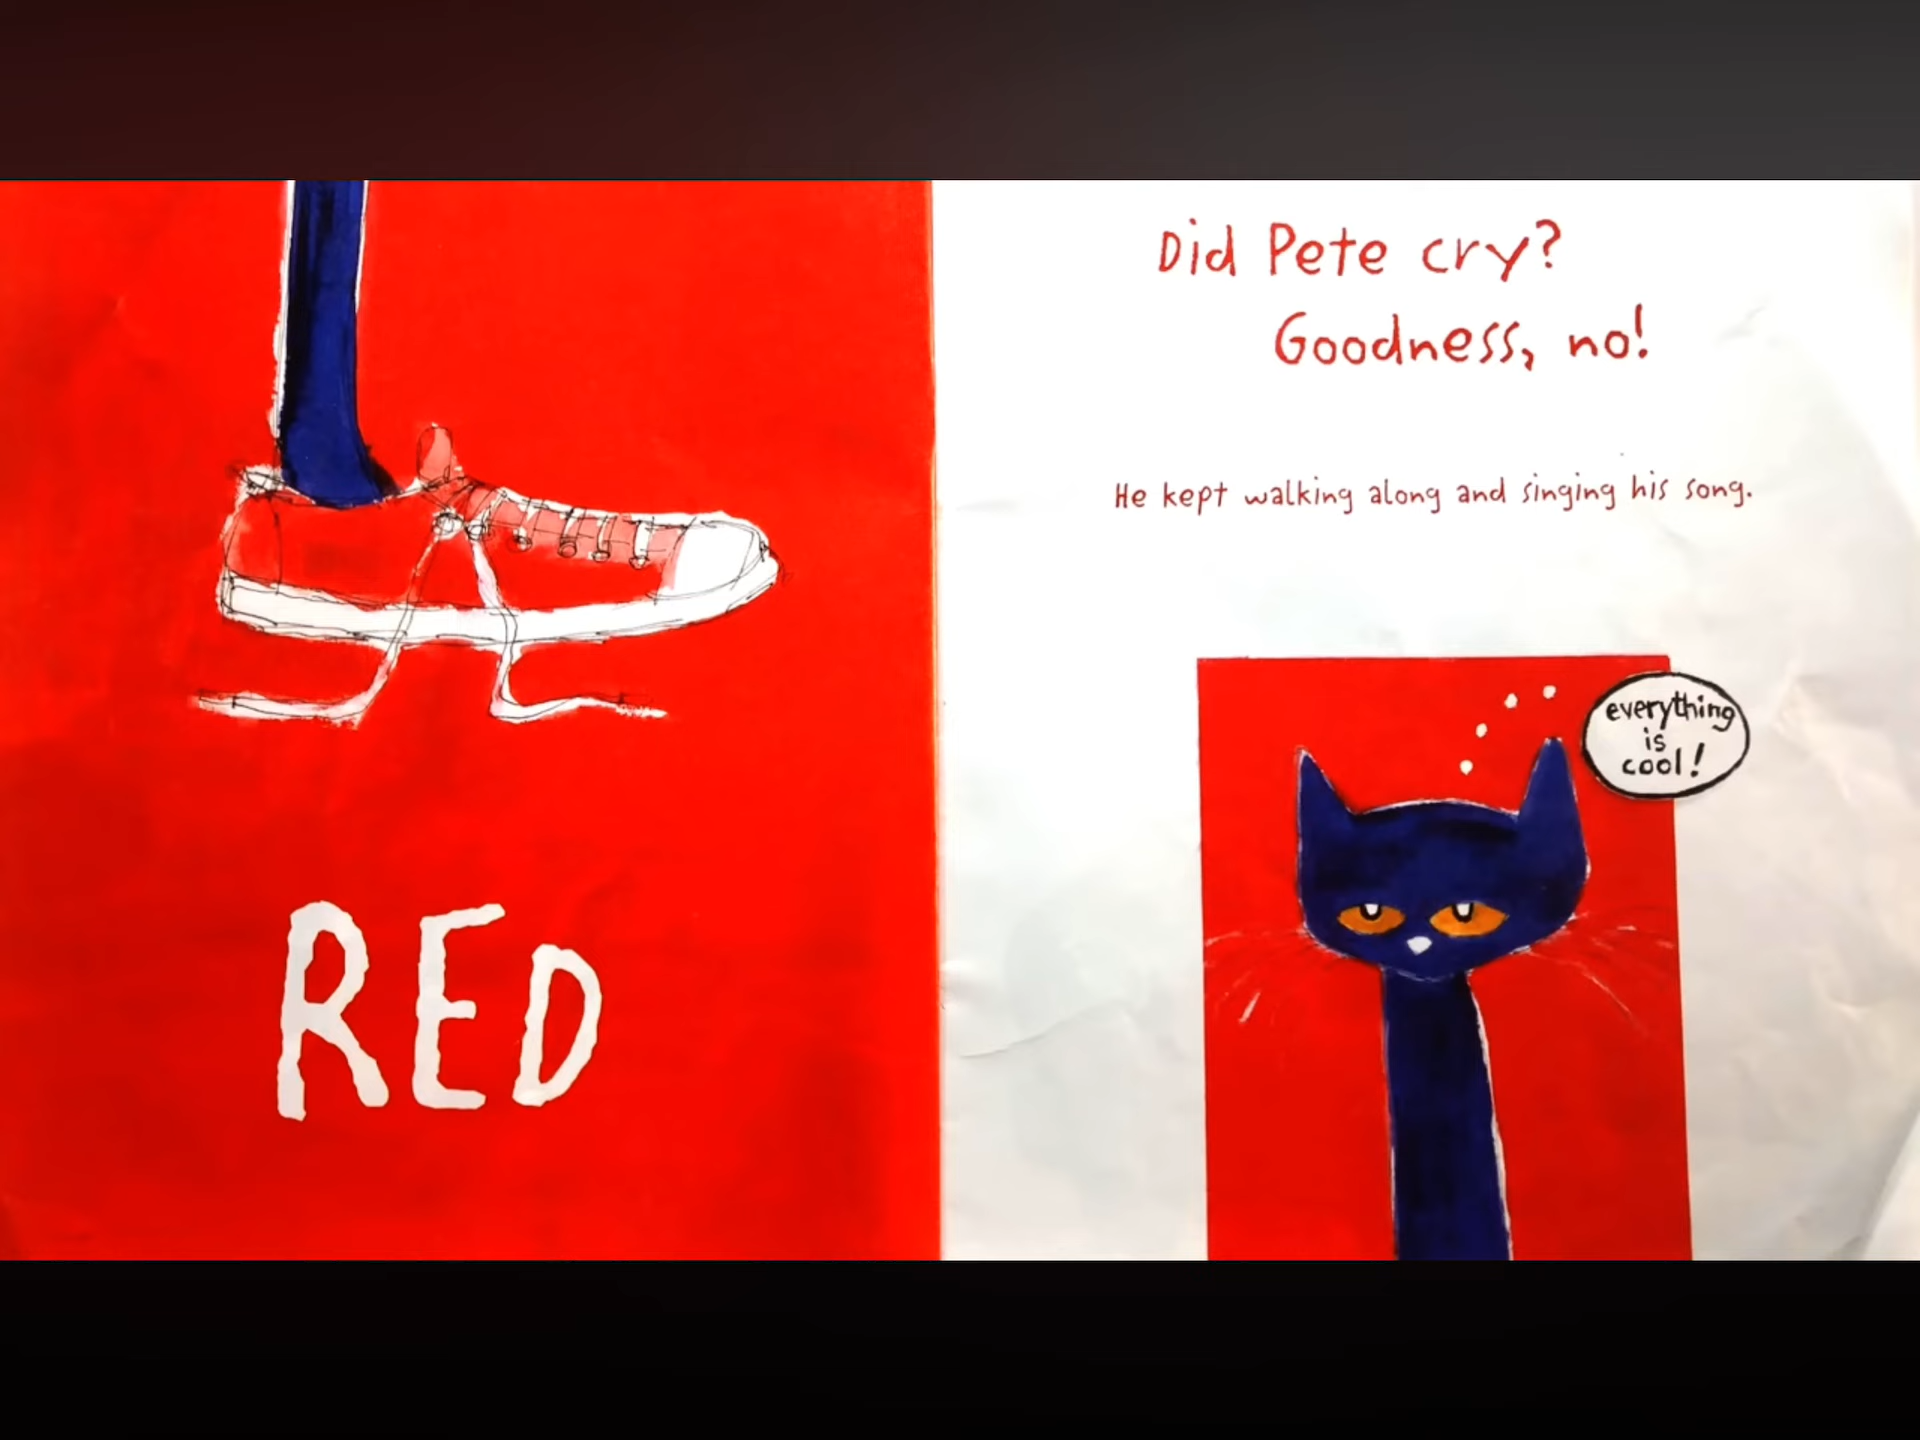 RED
Did Pete cry?
Goodness, no!
He kept walking along and singing his song.
everything
is
cool!